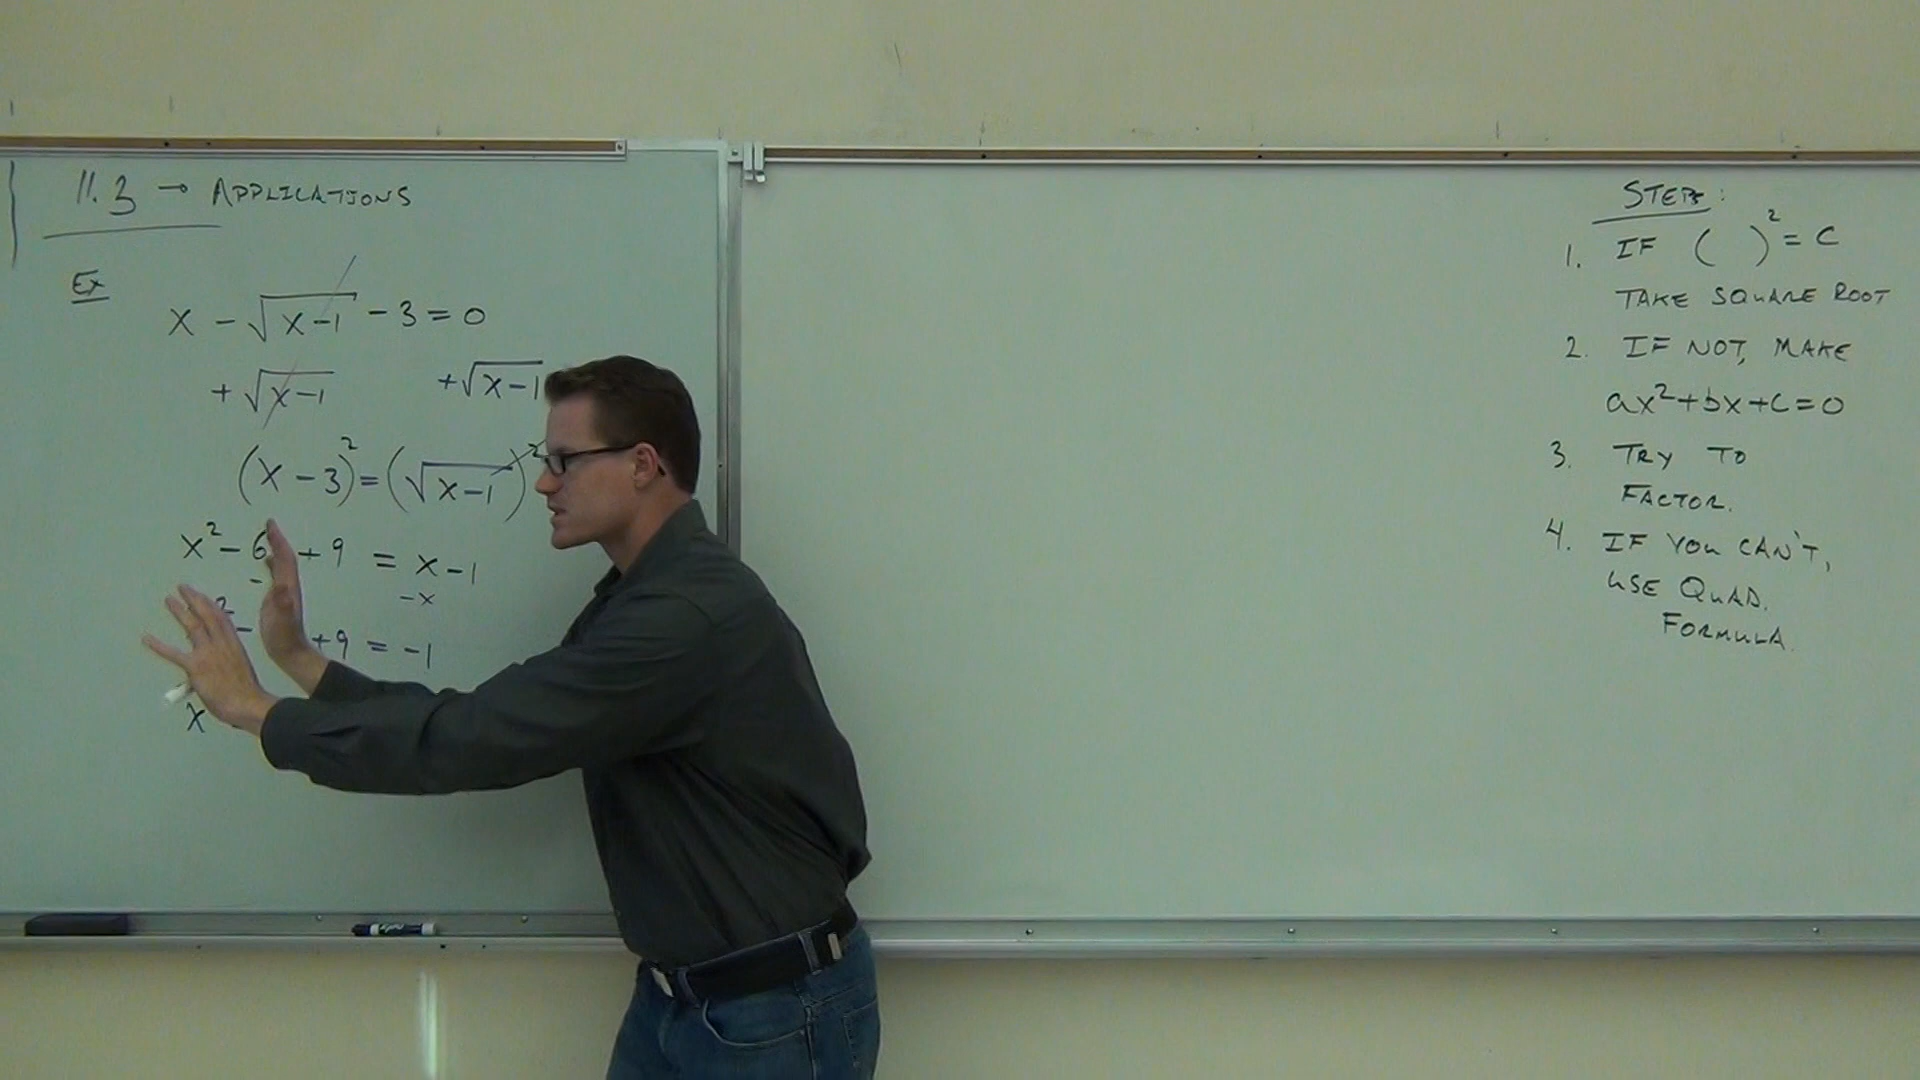 11.3 → APPLICATIONS
Ex
x - √x-1 - 3 = 0
+ √x-1 + √x-1
(x - 3)² = (√x-1)²
x² - 6 + 9 = x - 1
- -x
² - +9 = -1
x
STEPS:
1. IF ( )² = C
TAKE SQUARE ROOT
2. IF NOT, MAKE
ax²+bx+c=0
3. TRY TO
FACTOR.
4. IF YOU CAN'T,
USE QUAD.
FORMULA.